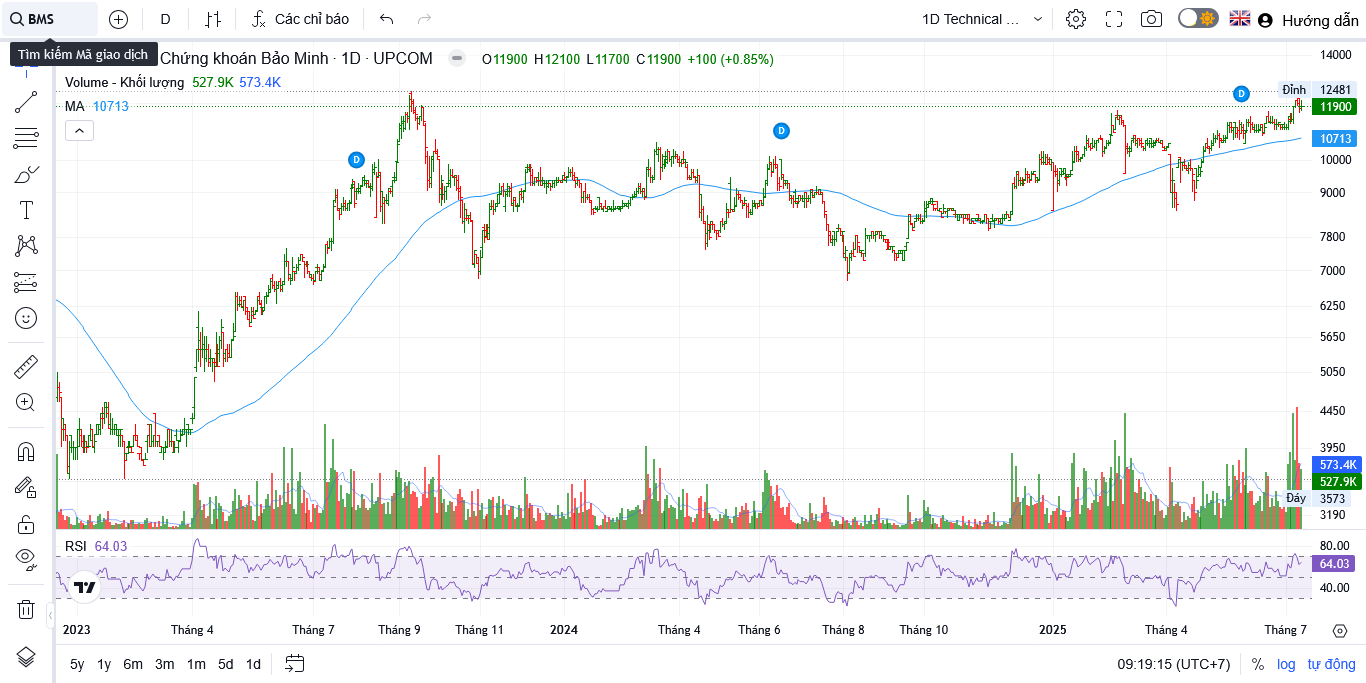 BMS D Các chỉ báo 1D Technical ... Hướng dẫn
Tìm kiếm Mã giao dịch
Chứng khoán Bảo Minh · 1D · UPCOM O11900 H12100 L11700 C11900 +100 (+0.85%)
Volume - Khối lượng 527.9K 573.4K
MA 10713
D
D
D
14000
Đỉnh 12481
11900
10713
10000
9000
7800
7000
6250
5650
5050
4450
3950
573.4K
527.9K
Đáy 3573
3190
RSI 64.03
80.00
64.03
40.00
2023 Tháng 4 Tháng 7 Tháng 9 Tháng 11 2024 Tháng 4 Tháng 6 Tháng 8 Tháng 10 2025 Tháng 4 Tháng 7
5y 1y 6m 3m 1m 5d 1d 09:19:15 (UTC+7) % log tự động